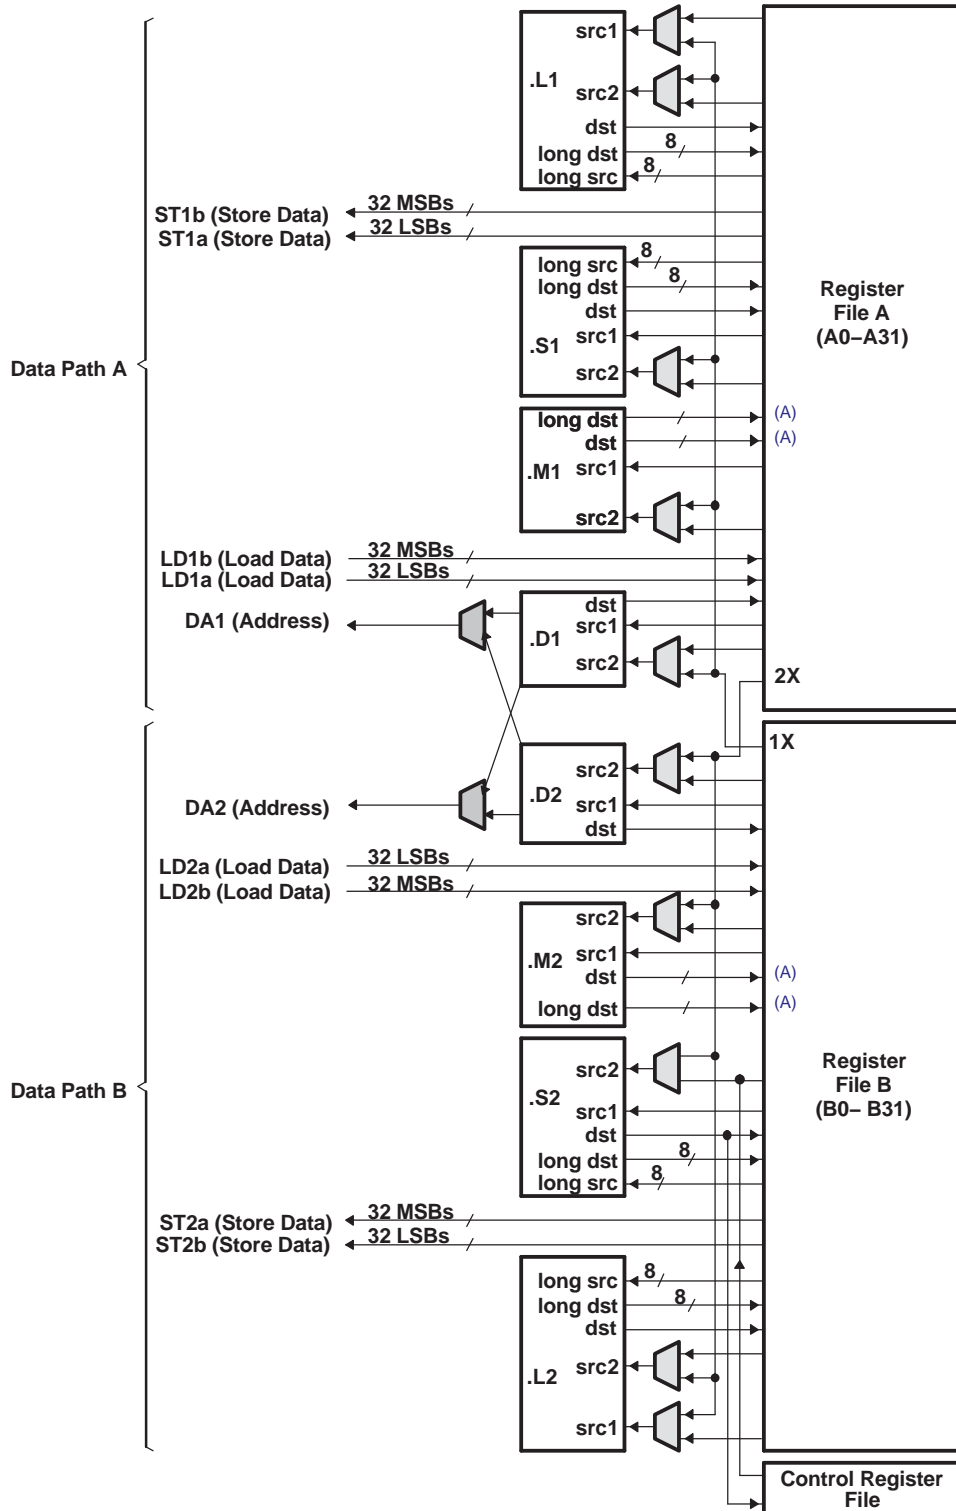 src1
.L1
src2
dst
long dst
8
long src
8
ST1b (Store Data)
32 MSBs
ST1a (Store Data)
32 LSBs
long src
8
long dst
8
dst
.S1
src1
src2
Register
File A
(A0–A31)
Data Path A
long dst
(A)
dst
(A)
.M1
src1
src2
LD1b (Load Data)
32 MSBs
LD1a (Load Data)
32 LSBs
DA1 (Address)
dst
.D1
src1
src2
2X
1X
DA2 (Address)
src2
.D2
src1
dst
LD2a (Load Data)
32 LSBs
LD2b (Load Data)
32 MSBs
src2
.M2
src1
dst
(A)
long dst
(A)
Data Path B
src2
.S2
src1
dst
long dst
8
long src
8
Register
File B
(B0– B31)
ST2a (Store Data)
32 MSBs
ST2b (Store Data)
32 LSBs
long src
8
long dst
8
dst
.L2
src2
src1
Control Register
File